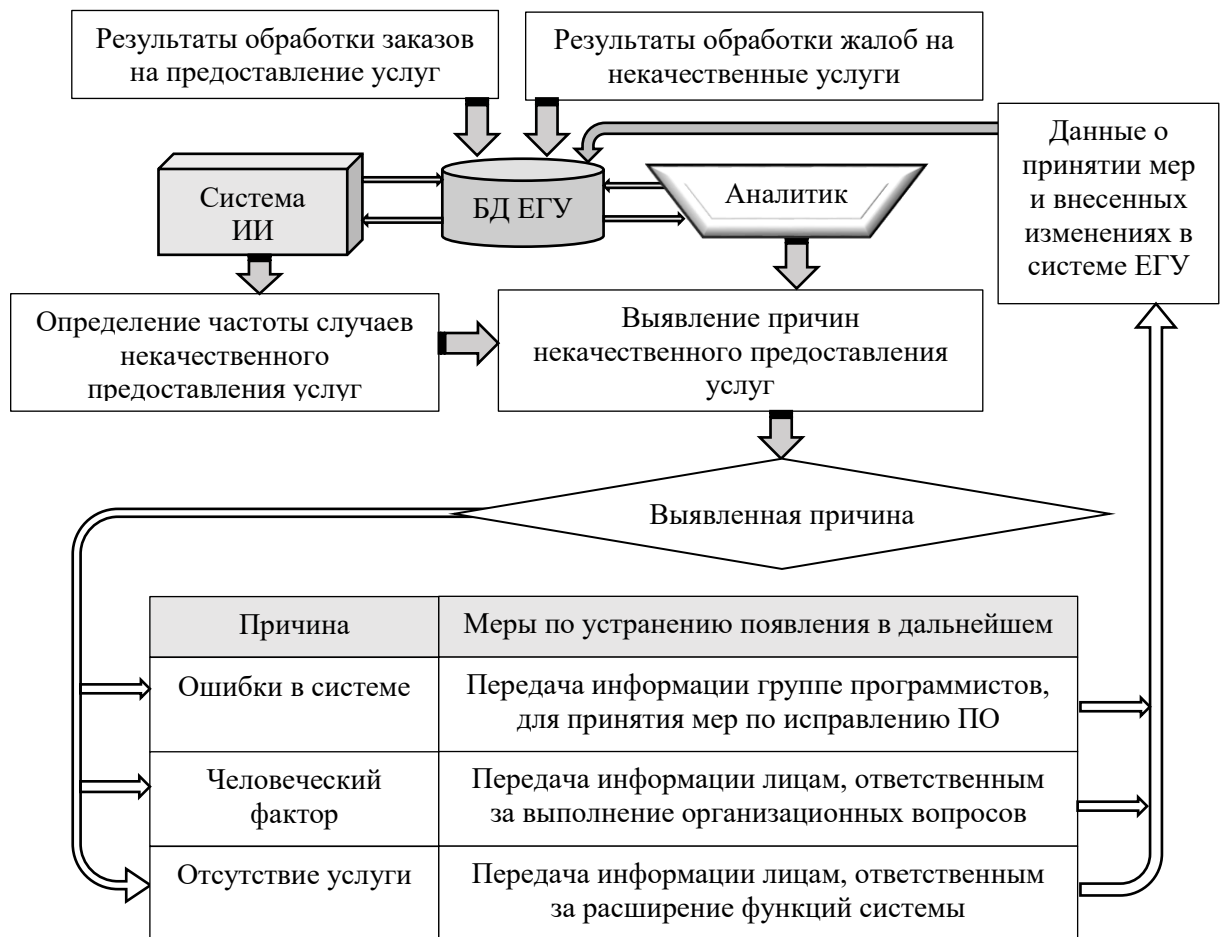 Результаты обработки заказов
на предоставление услуг
Результаты обработки жалоб на
некачественные услуги
Данные о
принятии мер
и внесенных
изменениях в
системе ЕГУ
Система
ИИ
БД ЕГУ
Аналитик
Определение частоты случаев
некачественного
предоставления услуг
Выявление причин
некачественного предоставления
услуг
Выявленная причина
Причина
Меры по устранению появления в дальнейшем
Ошибки в системе
Передача информации группе программистов,
для принятия мер по исправлению ПО
Человеческий
фактор
Передача информации лицам, ответственным
за выполнение организационных вопросов
Отсутствие услуги
Передача информации лицам, ответственным
за расширение функций системы